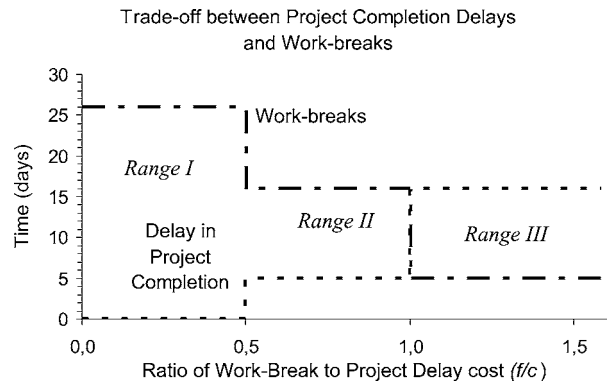 Trade-off between Project Completion Delays
and Work-breaks
30
25
20
15
10
5
0
Time (days)
Work-breaks
Range I
Range II
Range III
Delay in
Project
Completion
0,0
0,5
1,0
1,5
Ratio of Work-Break to Project Delay cost (f/c)